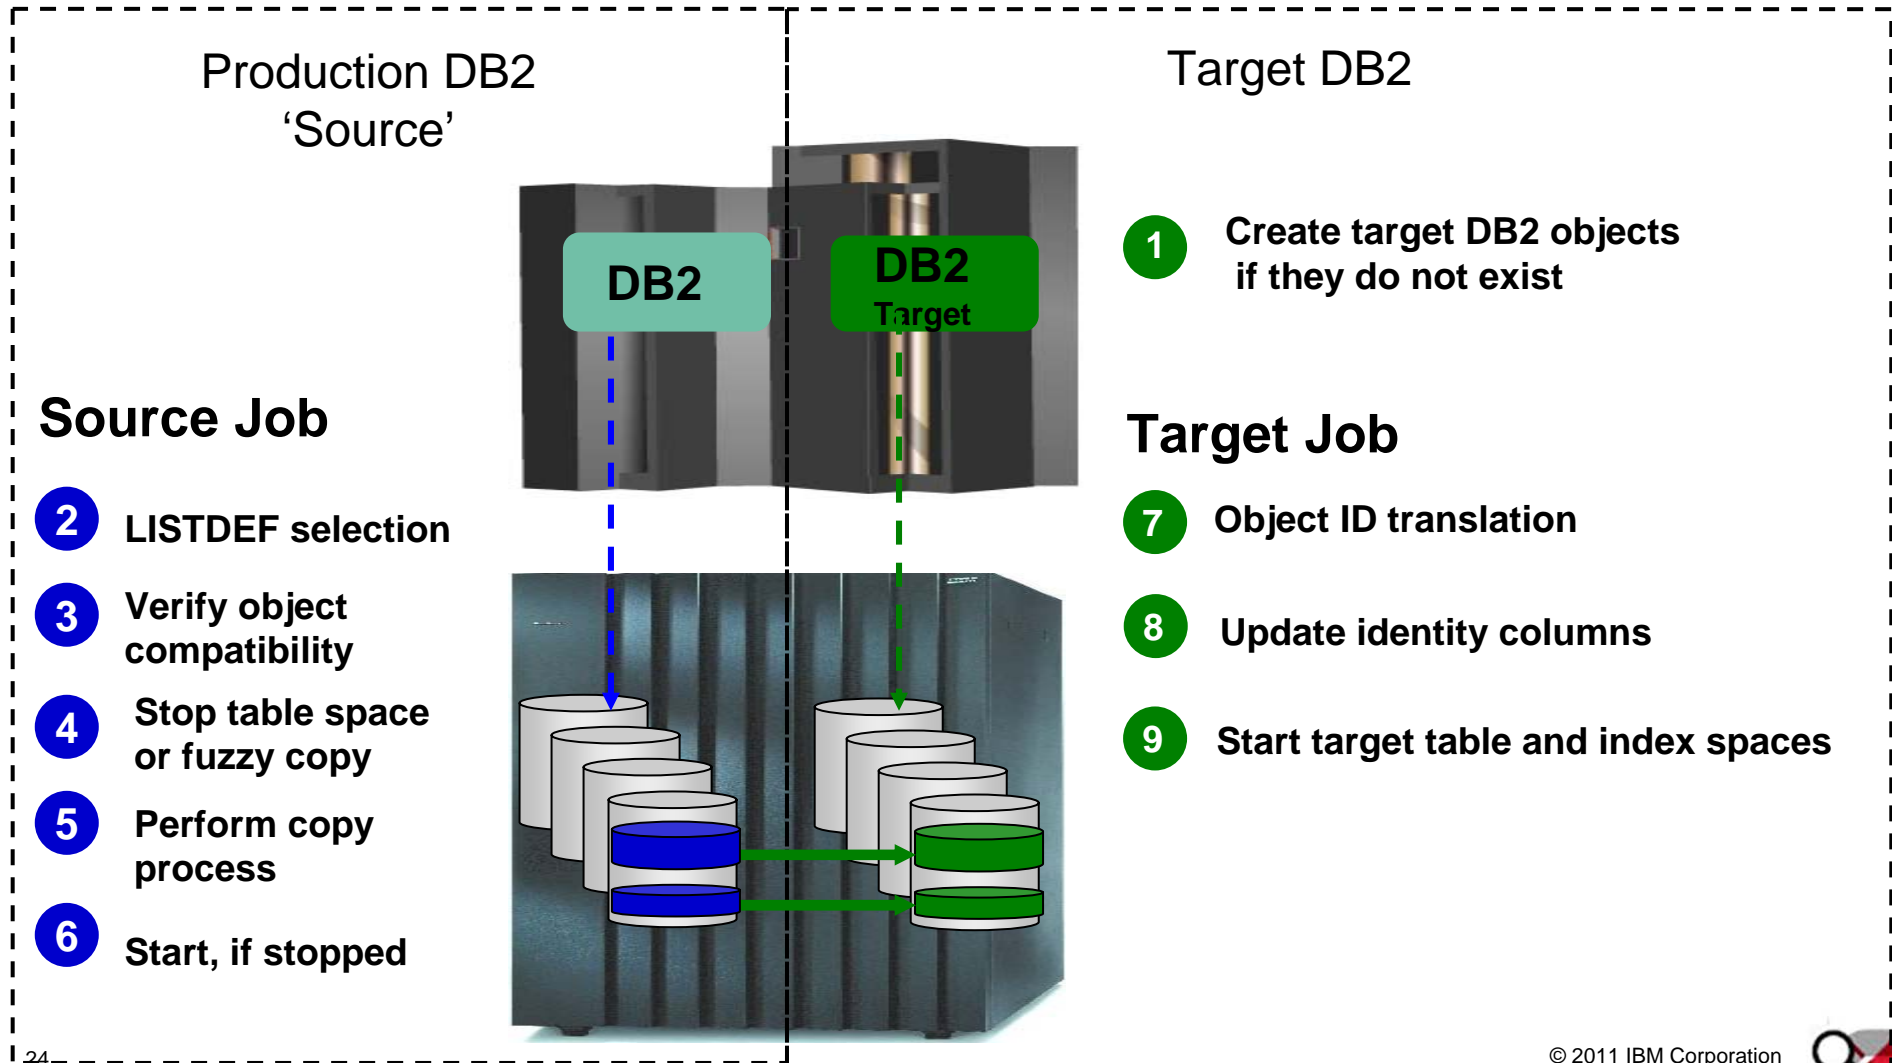 Production DB2
‘Source’
Target DB2
DB2
DB2
Target
1
Create target DB2 objects
if they do not exist
Source Job
2
LISTDEF selection
3
Verify object
compatibility
4
Stop table space
or fuzzy copy
5
Perform copy
process
6
Start, if stopped
Target Job
7
Object ID translation
8
Update identity columns
9
Start target table and index spaces
24
© 2011 IBM Corporation